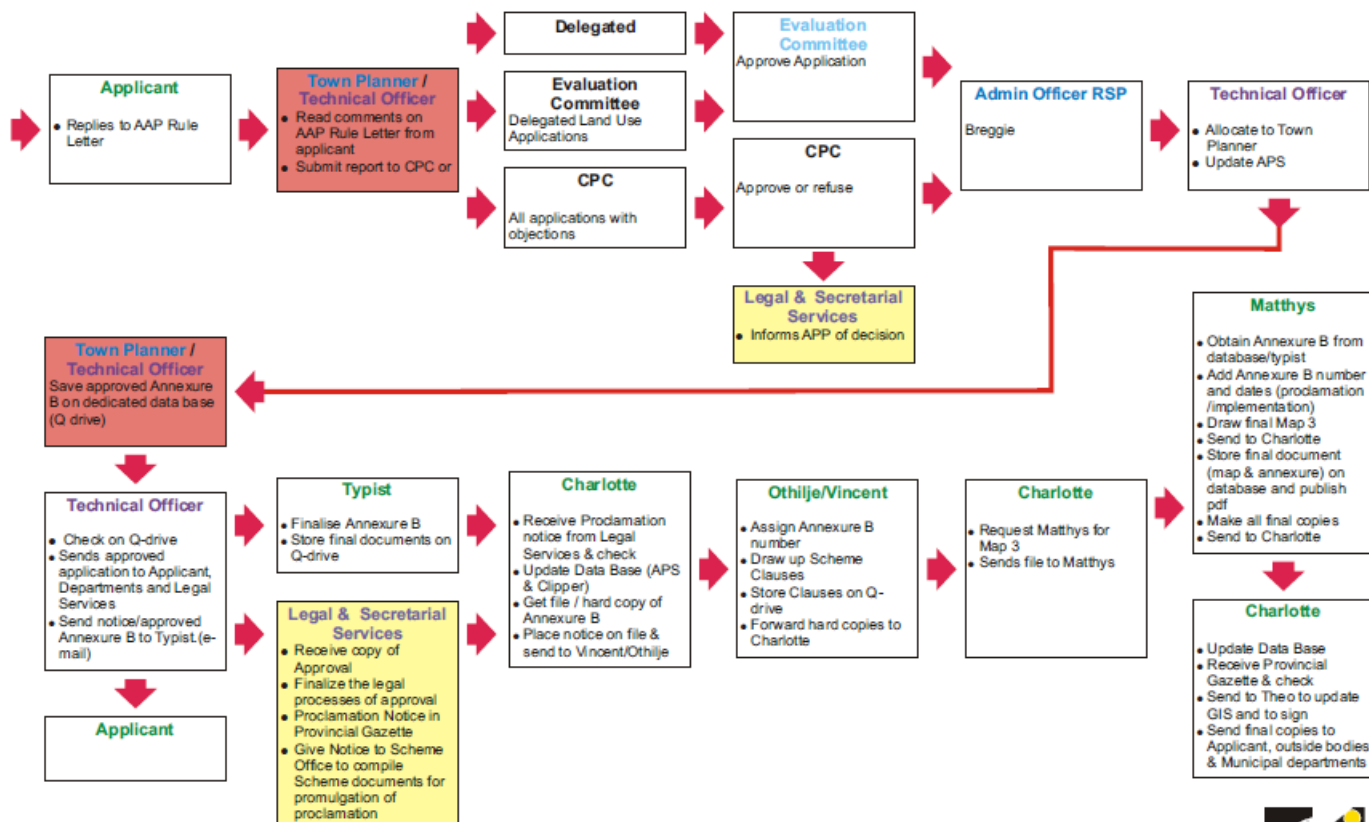 Applicant
• Replies to AAP Rule
Letter
Town Planner /
Technical Officer
• Read comments on
AAP Rule Letter from
applicant
• Submit report to CPC or
Delegated
Evaluation
Committee
Delegated Land Use
Applications
CPC
All applications with
objections
Evaluation
Committee
Approve Application
CPC
Approve or refuse
Legal & Secretarial
Services
• Informs APP of decision
Admin Officer RSP
Breggie
Technical Officer
• Allocate to Town
Planner
• Update APS
Town Planner /
Technical Officer
Save approved Annexure
B on dedicated data base
(Q drive)
Technical Officer
• Check on Q-drive
• Sends approved
application to Applicant,
Departments and Legal
Services
• Send notice/approved
Annexure B to Typist.(e-
mail)
Applicant
Typist
• Finalise Annexure B
• Store final documents on
Q-drive
Legal & Secretarial
Services
• Receive copy of
Approval
• Finalize the legal
processes of approval
• Proclamation Notice in
Provincial Gazette
• Give Notice to Scheme
Office to compile
Scheme documents for
promulgation of
proclamation
Charlotte
• Receive Proclamation
notice from Legal
Services & check
• Update Data Base (APS
& Clipper)
• Get file / hard copy of
Annexure B
• Place notice on file &
send to Vincent/Othilje
Othilje/Vincent
• Assign Annexure B
number
• Draw up Scheme
Clauses
• Store Clauses on Q-
drive
• Forward hard copies to
Charlotte
Charlotte
• Request Matthys for
Map 3
• Sends file to Matthys
Matthys
• Obtain Annexure B from
database/typist
• Add Annexure B number
and dates (proclamation
/implementation)
• Draw final Map 3
• Send to Charlotte
• Store final document
(map & annexure) on
database and publish
pdf
• Make all final copies
• Send to Charlotte
Charlotte
• Update Data Base
• Receive Provincial
Gazette & check
• Send to Theo to update
GIS and to sign
• Send final copies to
Applicant, outside bodies
& Municipal departments